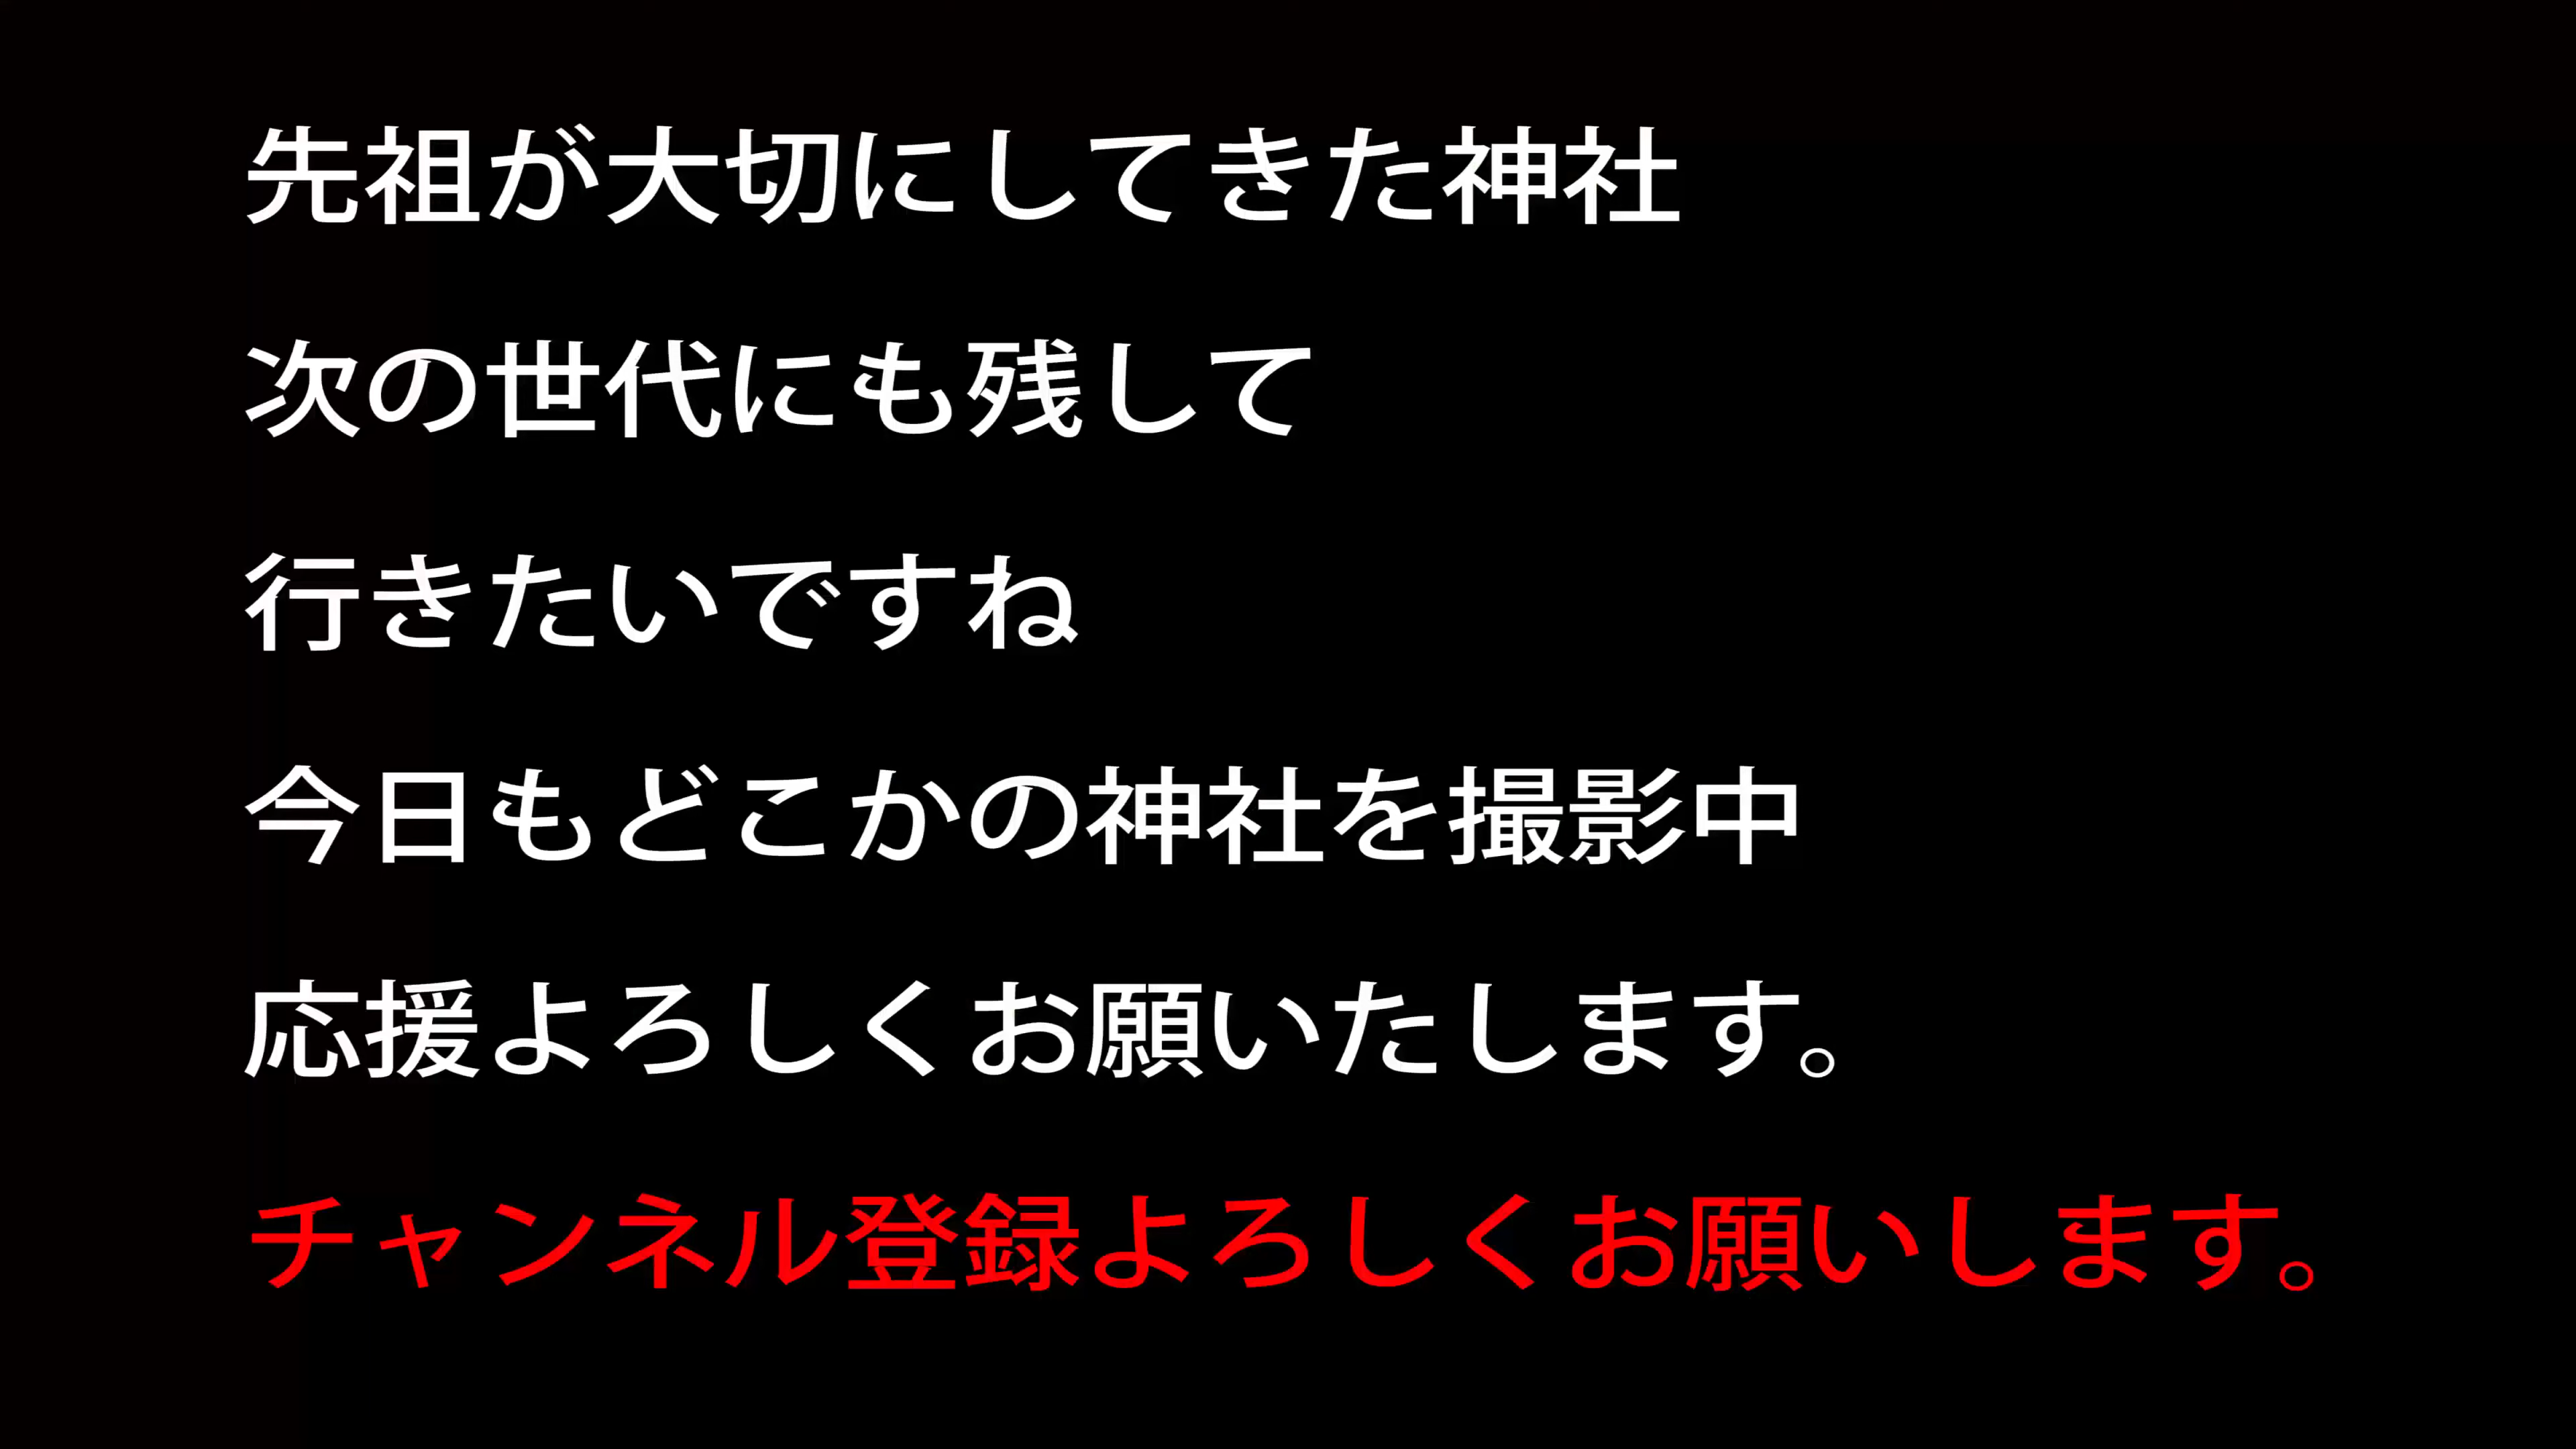 先祖が大切にしてきた神社
次の世代にも残して
行きたいですね
今日もどこかの神社を撮影中
応援よろしくお願いたします。
チャンネル登録よろしくお願いします。